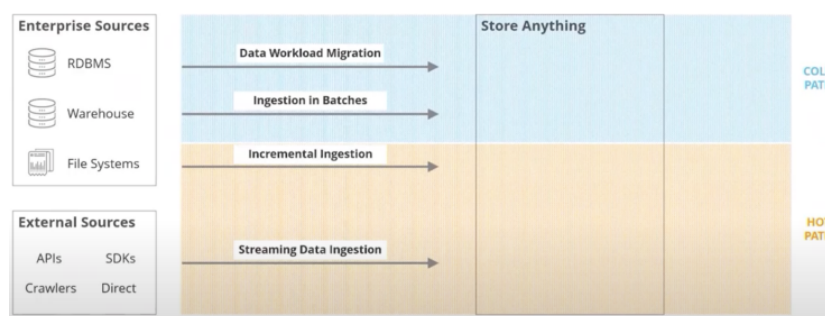 Enterprise Sources
RDBMS
Warehouse
File Systems
External Sources
APIs SDKs
Crawlers Direct
Data Workload Migration
Ingestion in Batches
Incremental Ingestion
Streaming Data Ingestion
Store Anything
COL
PAT
HO
PAT